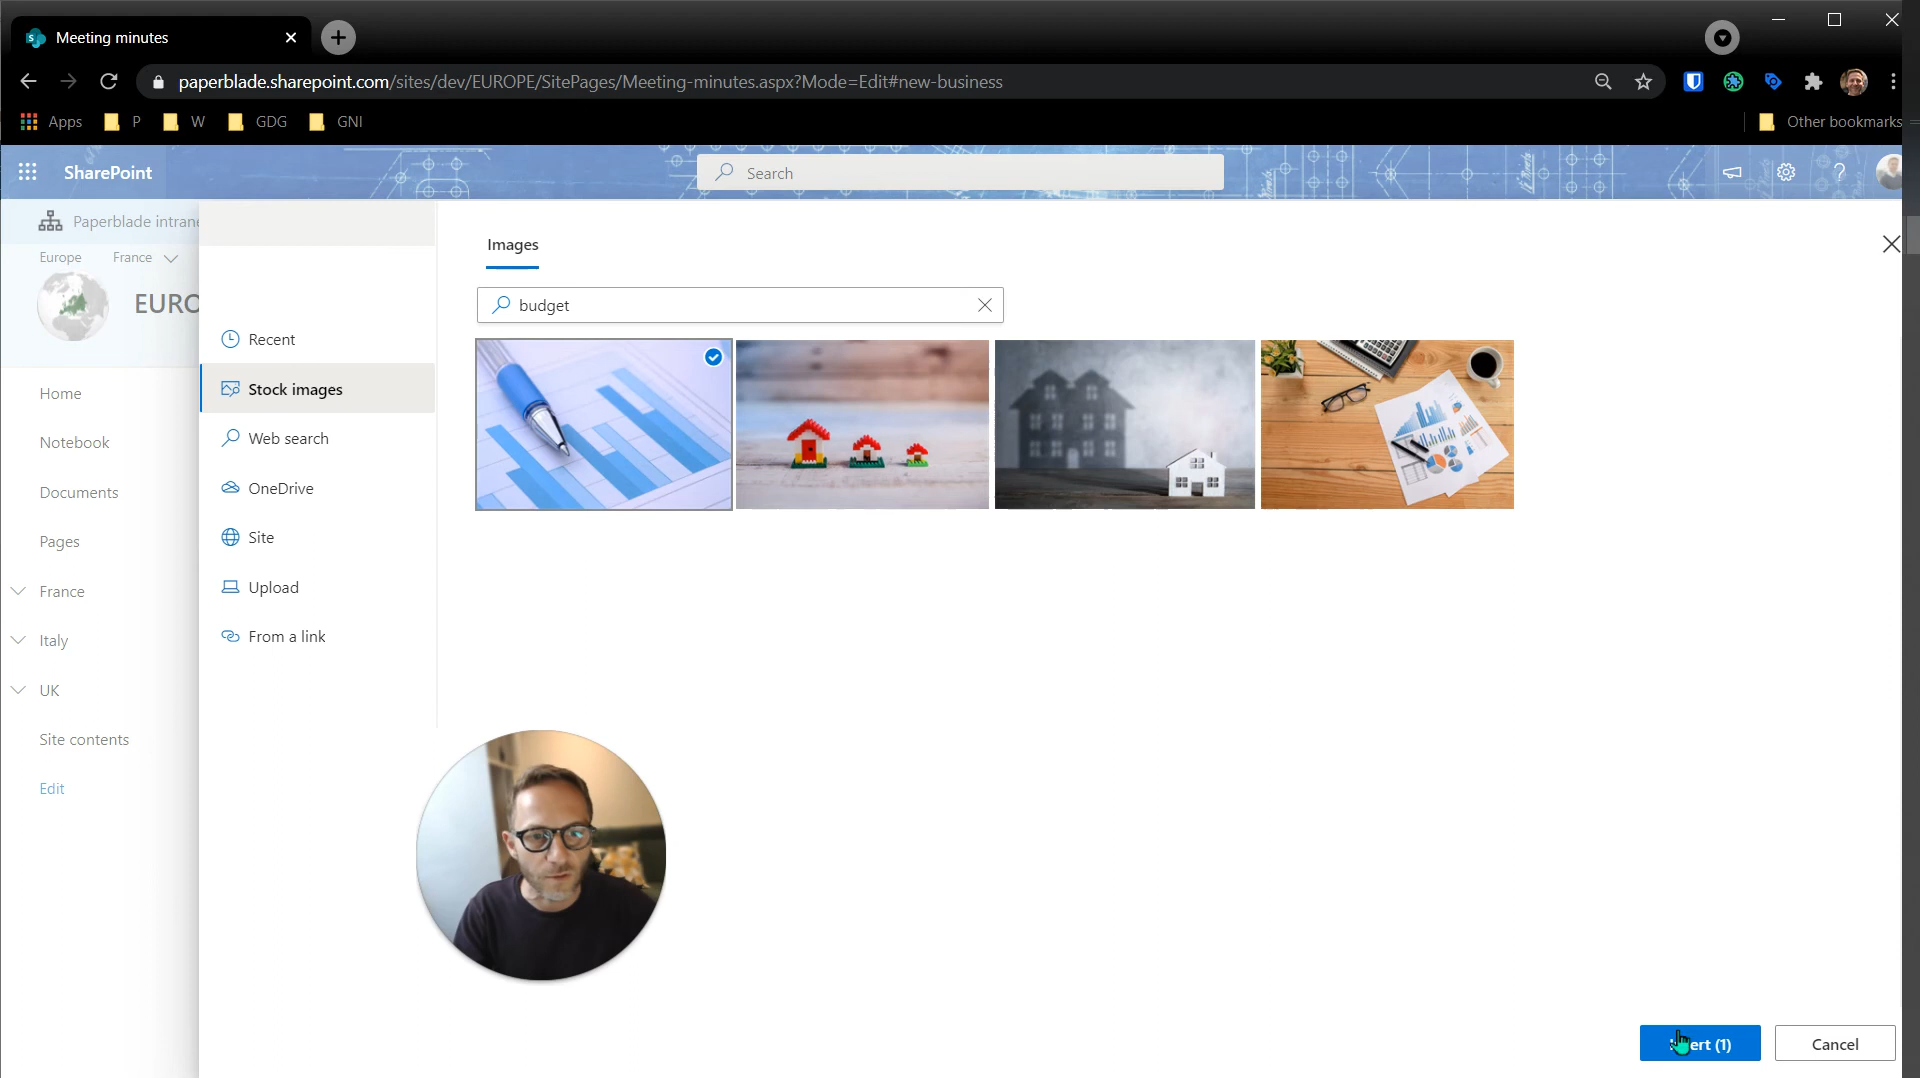 Meeting minutes
paperblade.sharepoint.com/sites/dev/EUROPE/SitePages/Meeting-minutes.aspx?Mode=Edit#new-business
Apps
P
W
GDG
GNI
Other bookmarks
SharePoint
Search
Paperblade intrane
Europe
France
EURO
Home
Notebook
Documents
Pages
France
Italy
UK
Site contents
Edit
Recent
Stock images
Web search
OneDrive
Site
Upload
From a link
Images
budget
ert (1)
Cancel